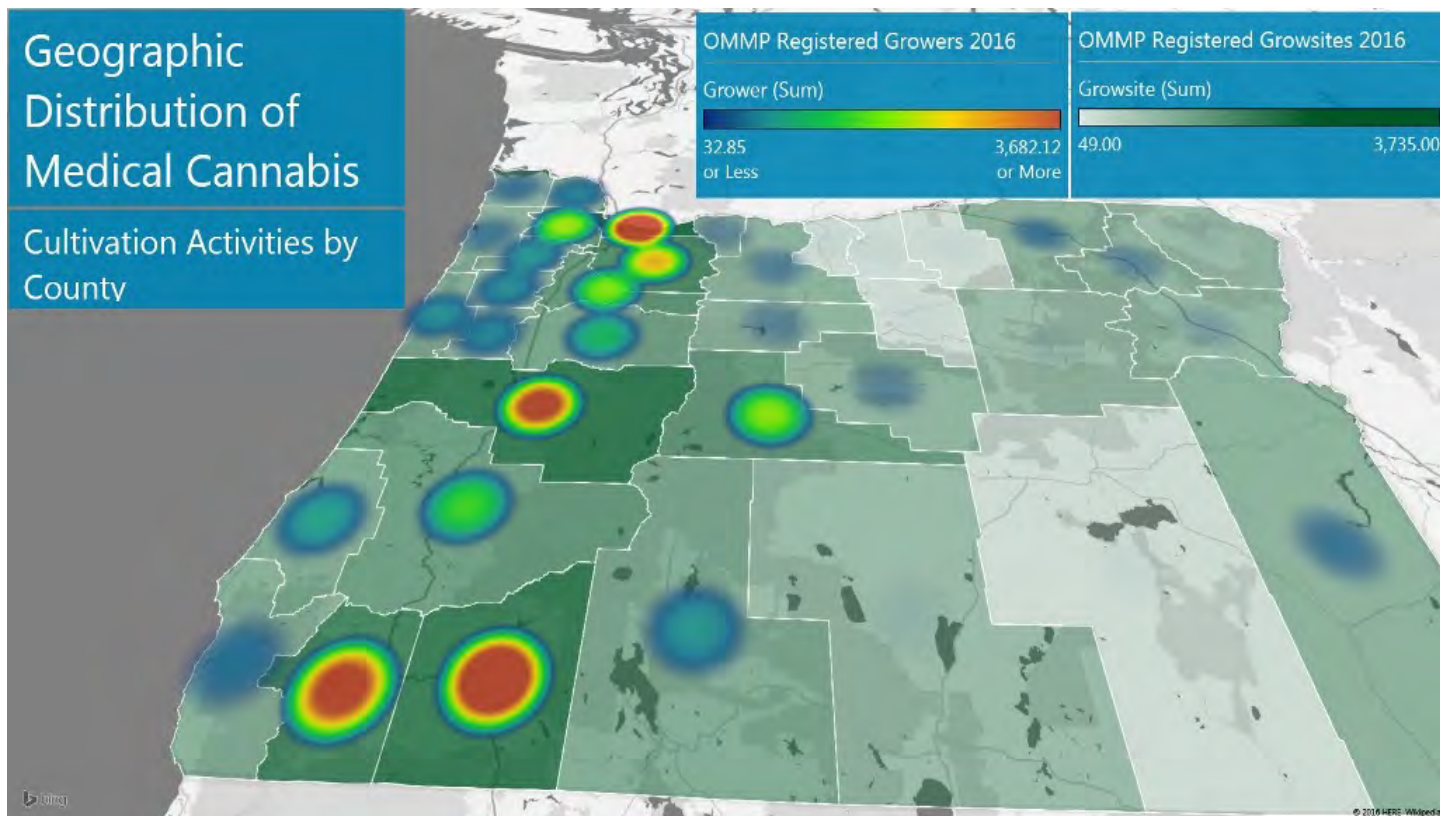 Geographic
Distribution of
Medical Cannabis
Cultivation Activities by
County
OMMP Registered Growers 2016
Grower (Sum)
32.85 3,682.12
or Less or More
OMMP Registered Growsites 2016
Growsite (Sum)
49.00 3,735.00
bing
© 2016 HERE Wikipedia